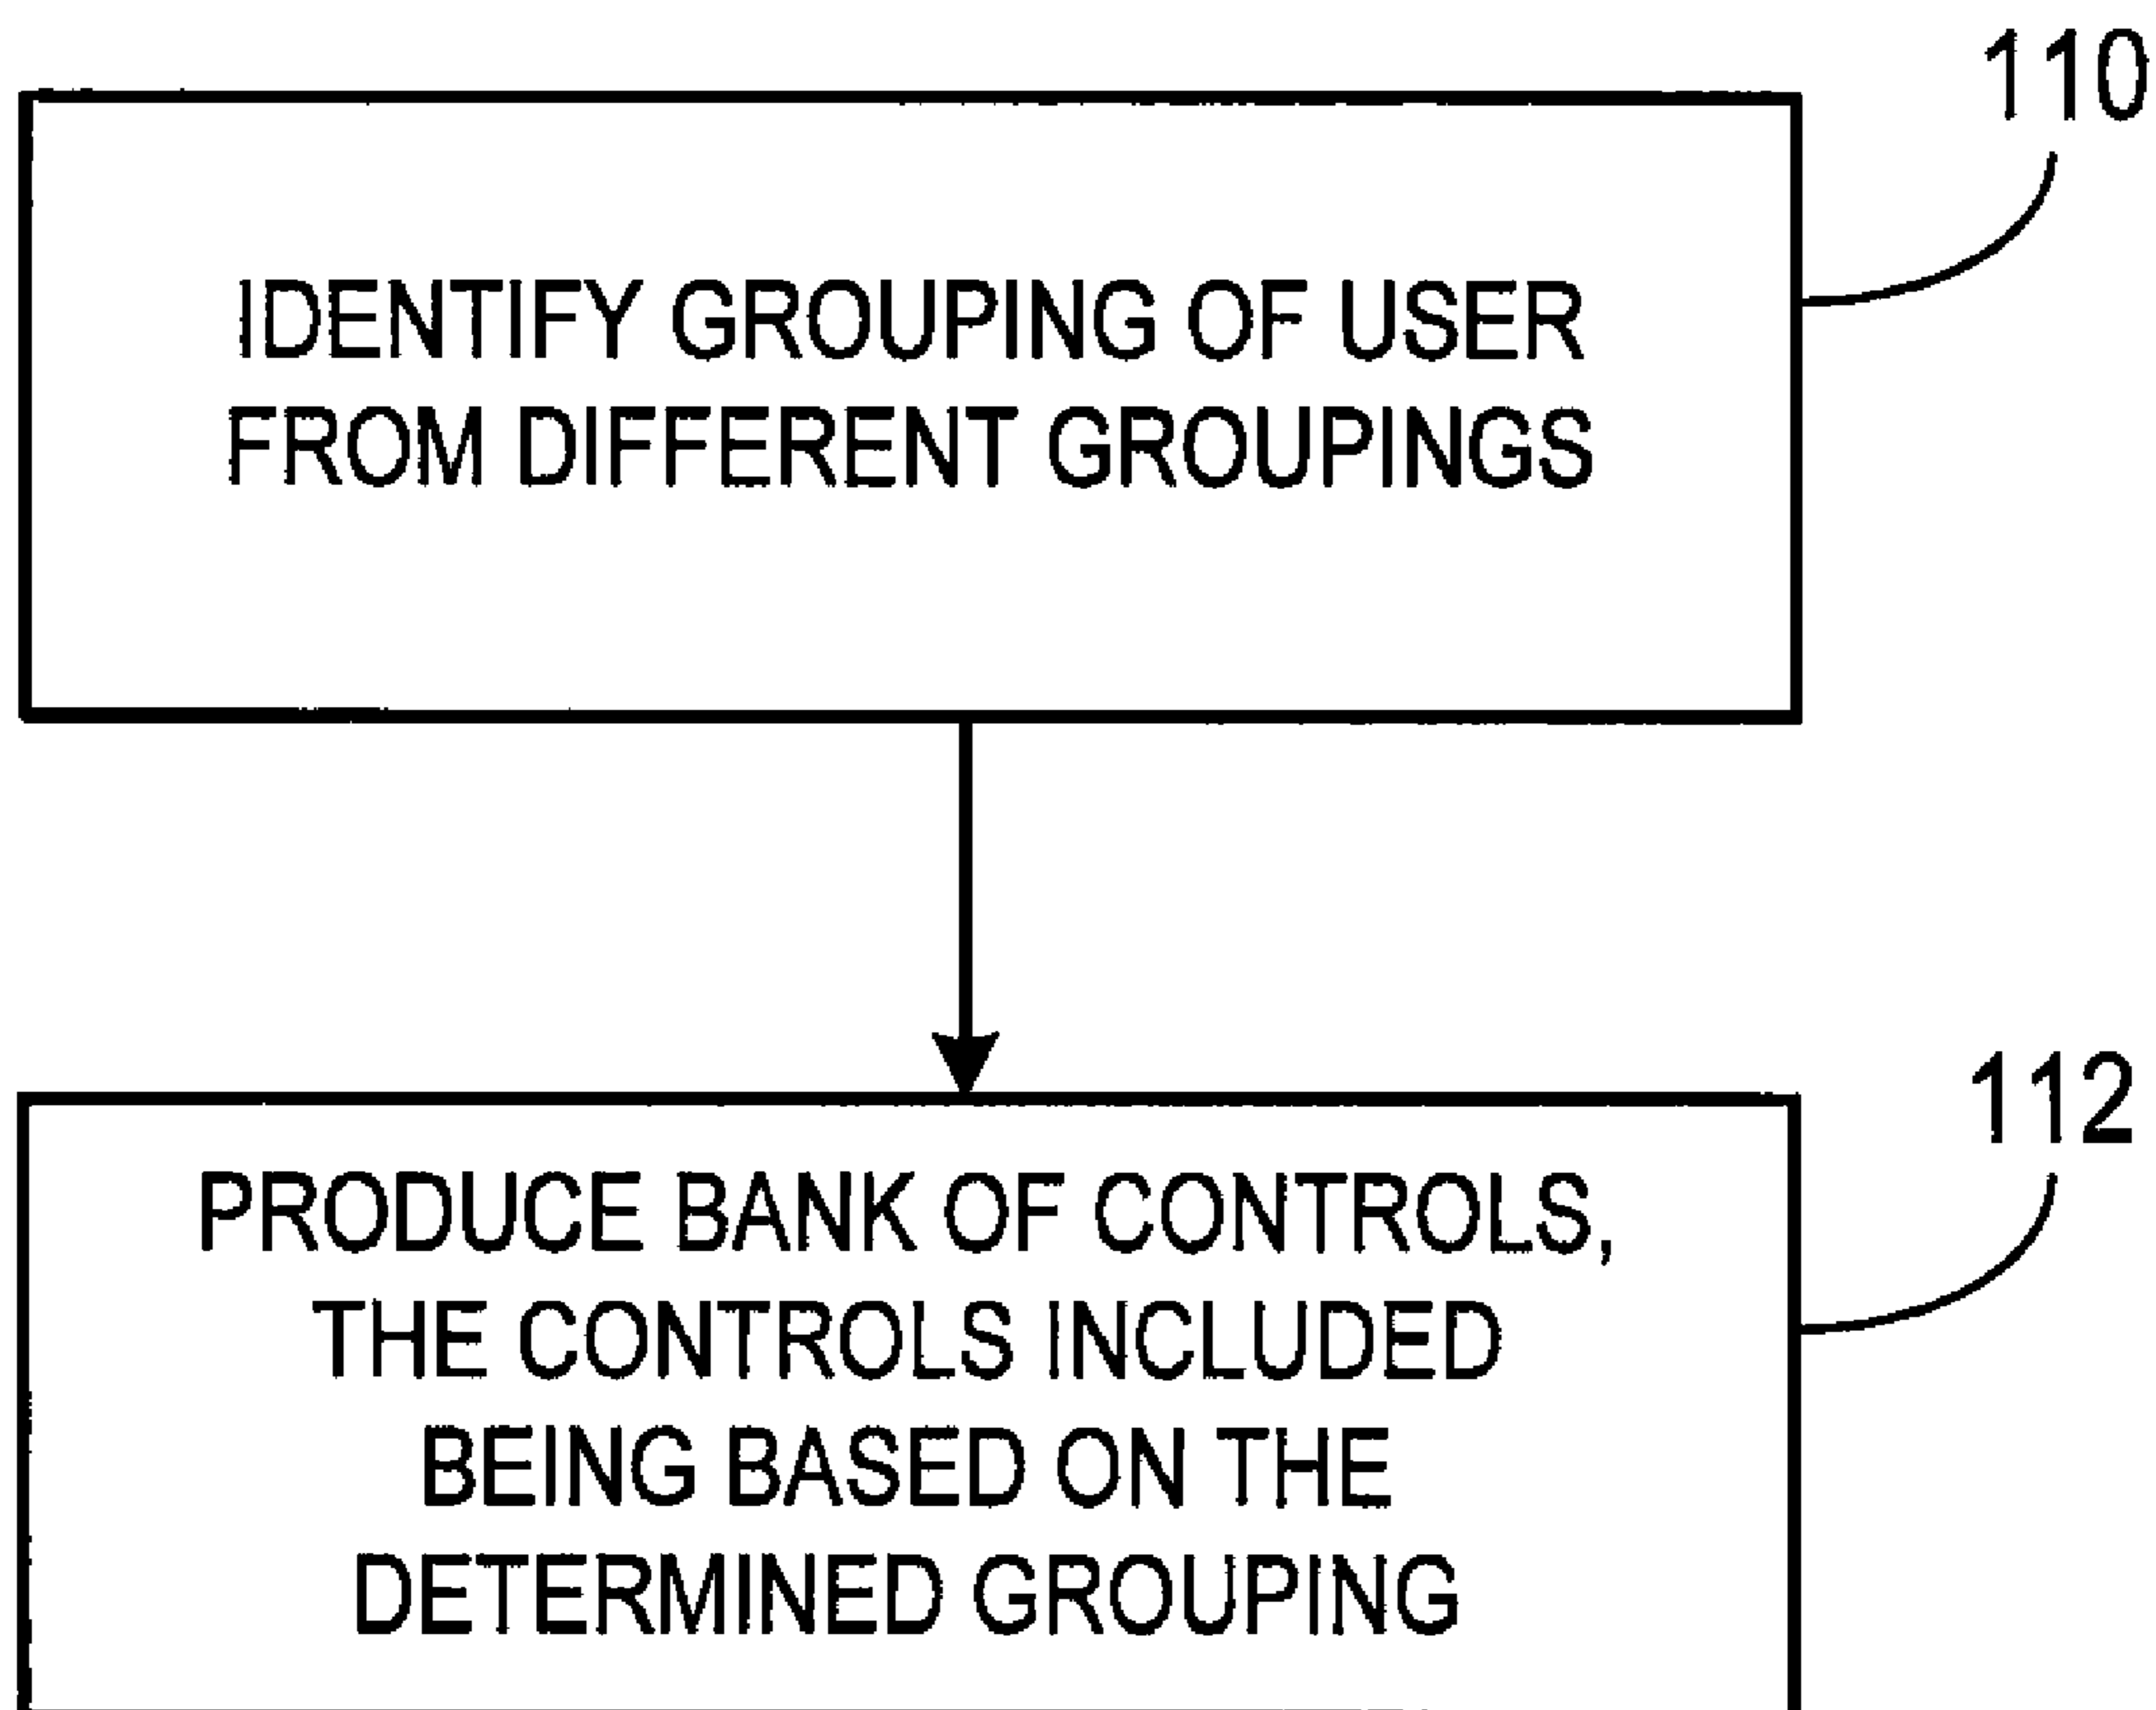 110
IDENTIFY GROUPING OF USER
FROM DIFFERENT GROUPINGS
112
PRODUCE BANK OF CONTROLS,
THE CONTROLS INCLUDED
BEING BASED ON THE
DETERMINED GROUPING